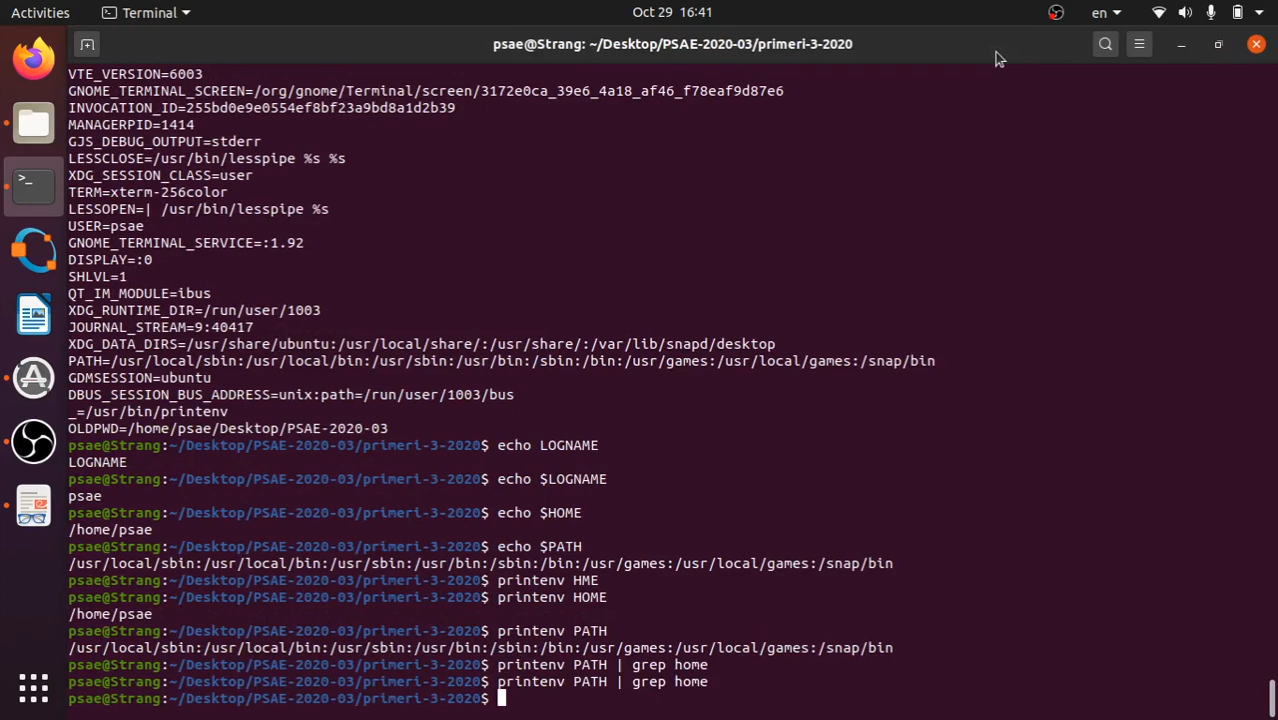 Activities
Terminal
Oct 29 16:41
en
psae@Strang: ~/Desktop/PSAE-2020-03/primeri-3-2020
VTE_VERSION=6003
GNOME_TERMINAL_SCREEN=/org/gnome/Terminal/screen/3172e0ca_39e6_4a18_af46_f78eaf9d87e6
INVOCATION_ID=255bd0e9e0554ef8bf23a9bd8a1d2b39
MANAGERPID=1414
GJS_DEBUG_OUTPUT=stderr
LESSCLOSE=/usr/bin/lesspipe %s %s
XDG_SESSION_CLASS=user
TERM=xterm-256color
LESSOPEN=| /usr/bin/lesspipe %s
USER=psae
GNOME_TERMINAL_SERVICE=:1.92
DISPLAY=:0
SHLVL=1
QT_IM_MODULE=ibus
XDG_RUNTIME_DIR=/run/user/1003
JOURNAL_STREAM=9:40417
XDG_DATA_DIRS=/usr/share/ubuntu:/usr/local/share/:/usr/share/:/var/lib/snapd/desktop
PATH=/usr/local/sbin:/usr/local/bin:/usr/sbin:/usr/bin:/sbin:/bin:/usr/games:/usr/local/games:/snap/bin
GDMSESSION=ubuntu
DBUS_SESSION_BUS_ADDRESS=unix:path=/run/user/1003/bus
_=/usr/bin/printenv
OLDPWD=/home/psae/Desktop/PSAE-2020-03
psae@Strang:~/Desktop/PSAE-2020-03/primeri-3-2020$ echo LOGNAME
LOGNAME
psae@Strang:~/Desktop/PSAE-2020-03/primeri-3-2020$ echo $LOGNAME
psae
psae@Strang:~/Desktop/PSAE-2020-03/primeri-3-2020$ echo $HOME
/home/psae
psae@Strang:~/Desktop/PSAE-2020-03/primeri-3-2020$ echo $PATH
/usr/local/sbin:/usr/local/bin:/usr/sbin:/usr/bin:/sbin:/bin:/usr/games:/usr/local/games:/snap/bin
psae@Strang:~/Desktop/PSAE-2020-03/primeri-3-2020$ printenv HME
psae@Strang:~/Desktop/PSAE-2020-03/primeri-3-2020$ printenv HOME
/home/psae
psae@Strang:~/Desktop/PSAE-2020-03/primeri-3-2020$ printenv PATH
/usr/local/sbin:/usr/local/bin:/usr/sbin:/usr/bin:/sbin:/bin:/usr/games:/usr/local/games:/snap/bin
psae@Strang:~/Desktop/PSAE-2020-03/primeri-3-2020$ printenv PATH | grep home
psae@Strang:~/Desktop/PSAE-2020-03/primeri-3-2020$ printenv PATH | grep home
psae@Strang:~/Desktop/PSAE-2020-03/primeri-3-2020$